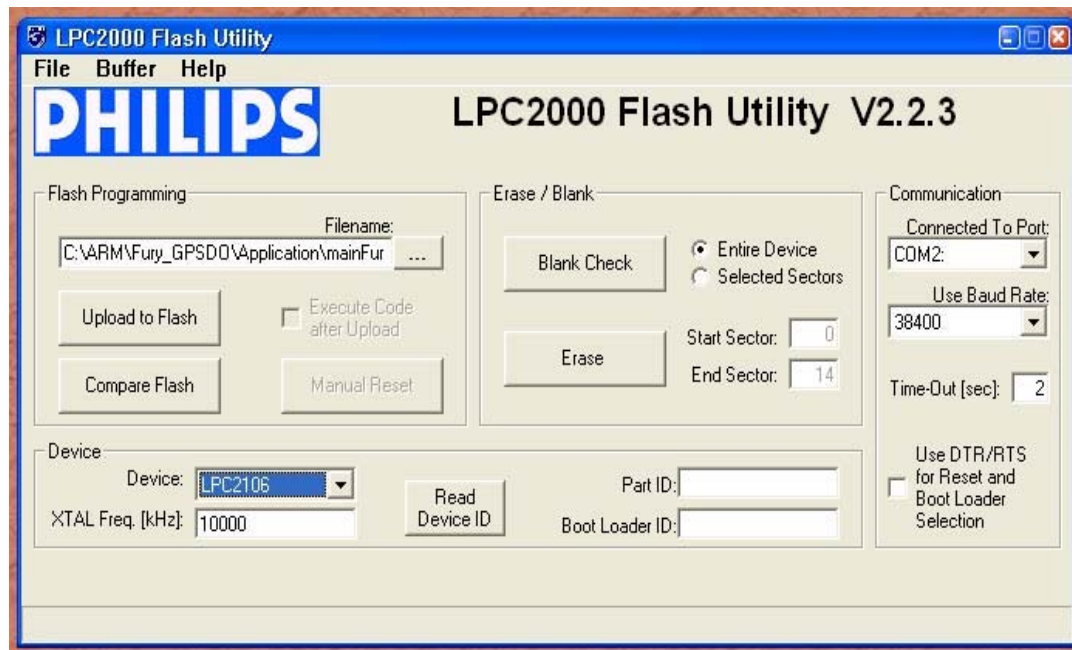 LPC2000 Flash Utility
File Buffer Help
PHILIPS
LPC2000 Flash Utility V2.2.3
Flash Programming
Filename:
C:\ARM\Fury_GPSDO\Application\mainFur
...
Upload to Flash
Execute Code
after Upload
Compare Flash
Manual Reset
Erase / Blank
Blank Check
Entire Device
Selected Sectors
Erase
Start Sector: 0
End Sector: 14
Communication
Connected To Port:
COM2:
Use Baud Rate:
38400
Time-Out [sec]: 2
Use DTR/RTS
for Reset and
Boot Loader
Selection
Device
Device: LPC2106
XTAL Freq. [kHz]: 10000
Read
Device ID
Part ID:
Boot Loader ID: